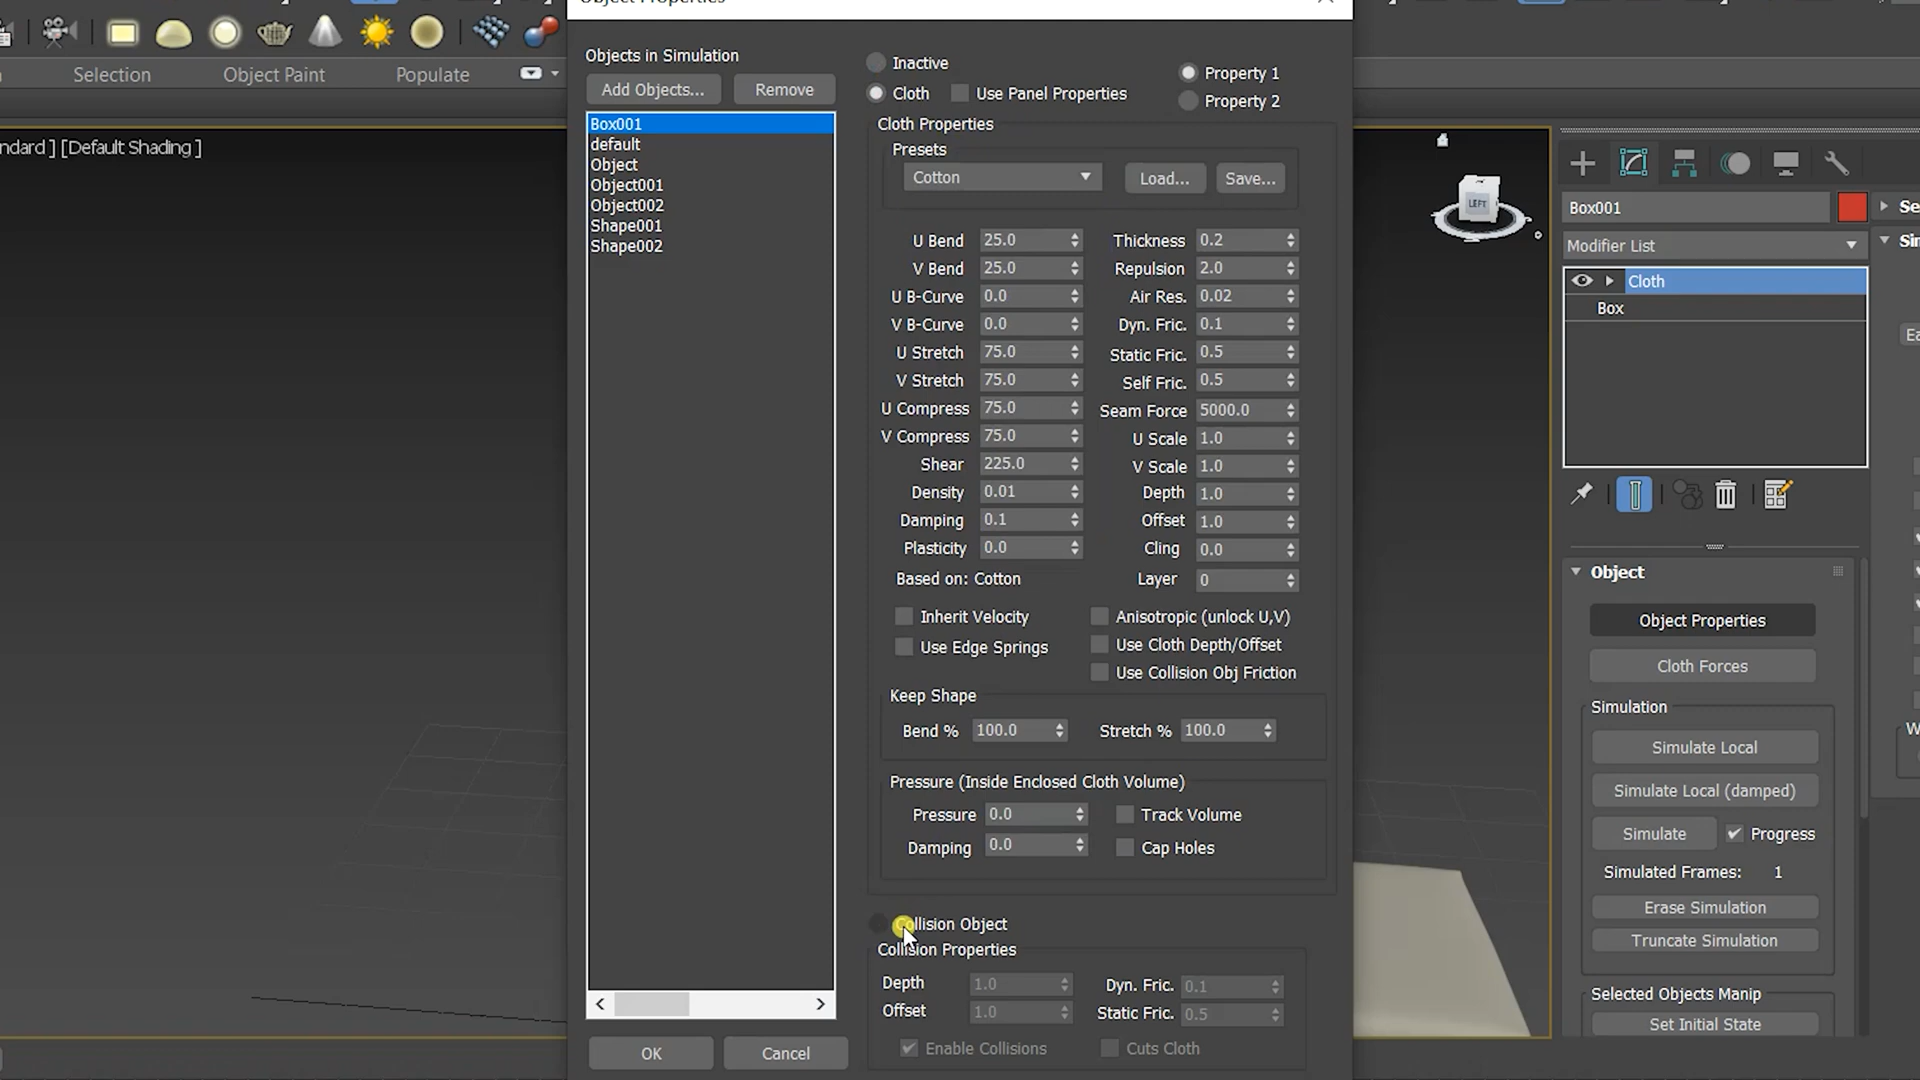 Object Properties
Selection
Object Paint
Populate
ndard ] [Default Shading ]
Objects in Simulation
Add Objects...
Remove
Box001
default
Object
Object001
Object002
Shape001
Shape002
OK
Cancel
Inactive
Cloth
Use Panel Properties
Property 1
Property 2
Cloth Properties
Presets
Cotton
Load...
Save...
U Bend 25.0
V Bend 25.0
U B-Curve 0.0
V B-Curve 0.0
U Stretch 75.0
V Stretch 75.0
U Compress 75.0
V Compress 75.0
Shear 225.0
Density 0.01
Damping 0.1
Plasticity 0.0
Based on: Cotton
Thickness 0.2
Repulsion 2.0
Air Res. 0.02
Dyn. Fric. 0.1
Static Fric. 0.5
Self Fric. 0.5
Seam Force 5000.0
U Scale 1.0
V Scale 1.0
Depth 1.0
Offset 1.0
Cling 0.0
Layer 0
Inherit Velocity
Use Edge Springs
Anisotropic (unlock U,V)
Use Cloth Depth/Offset
Use Collision Obj Friction
Keep Shape
Bend % 100.0
Stretch % 100.0
Pressure (Inside Enclosed Cloth Volume)
Pressure 0.0
Track Volume
Damping 0.0
Cap Holes
Collision Object
Collision Properties
Depth 1.0
Dyn. Fric. 0.1
Offset 1.0
Static Fric. 0.5
Enable Collisions
Cuts Cloth
LEFT
Box001
Modifier List
Cloth
Box
Object
Object Properties
Cloth Forces
Simulation
Simulate Local
Simulate Local (damped)
Simulate
Progress
Simulated Frames: 1
Erase Simulation
Truncate Simulation
Selected Objects Manip
Set Initial State
Se
Sim
Ea
W